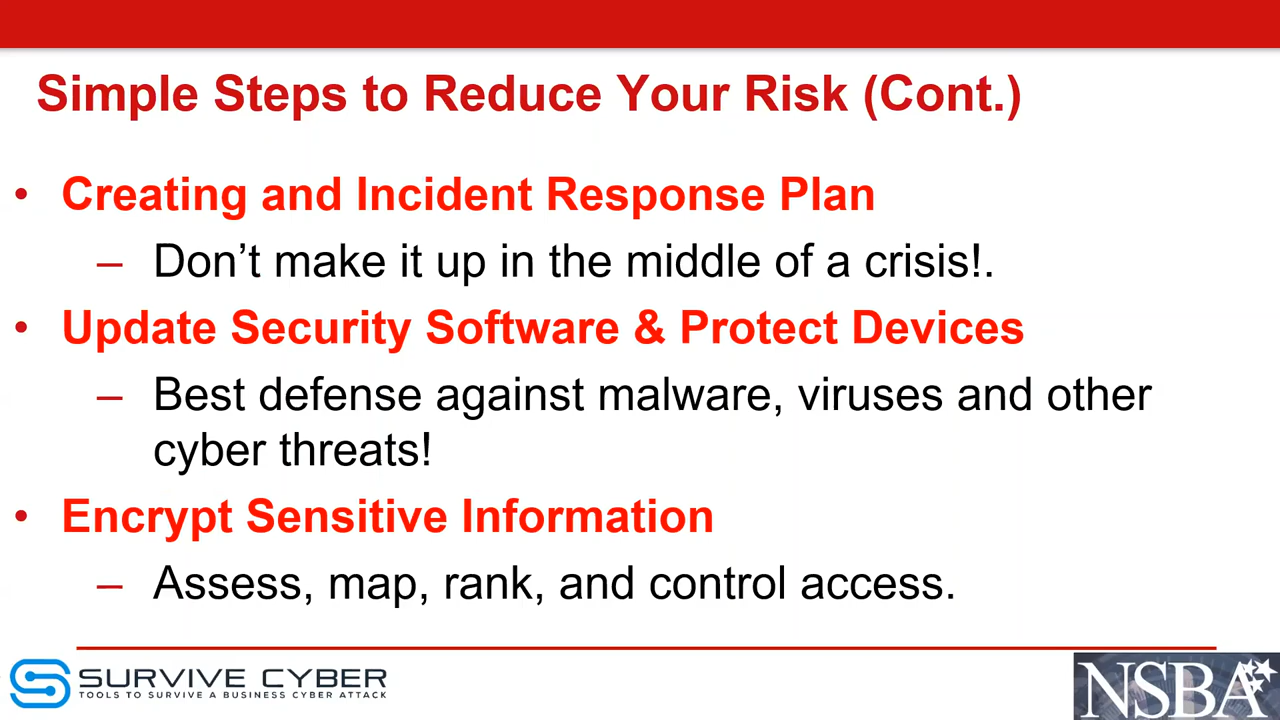 Simple Steps to Reduce Your Risk (Cont.)
• Creating and Incident Response Plan
– Don’t make it up in the middle of a crisis!.
• Update Security Software & Protect Devices
– Best defense against malware, viruses and other
cyber threats!
• Encrypt Sensitive Information
– Assess, map, rank, and control access.
SURVIVE CYBER
TOOLS TO SURVIVE A BUSINESS CYBER ATTACK
NSBA